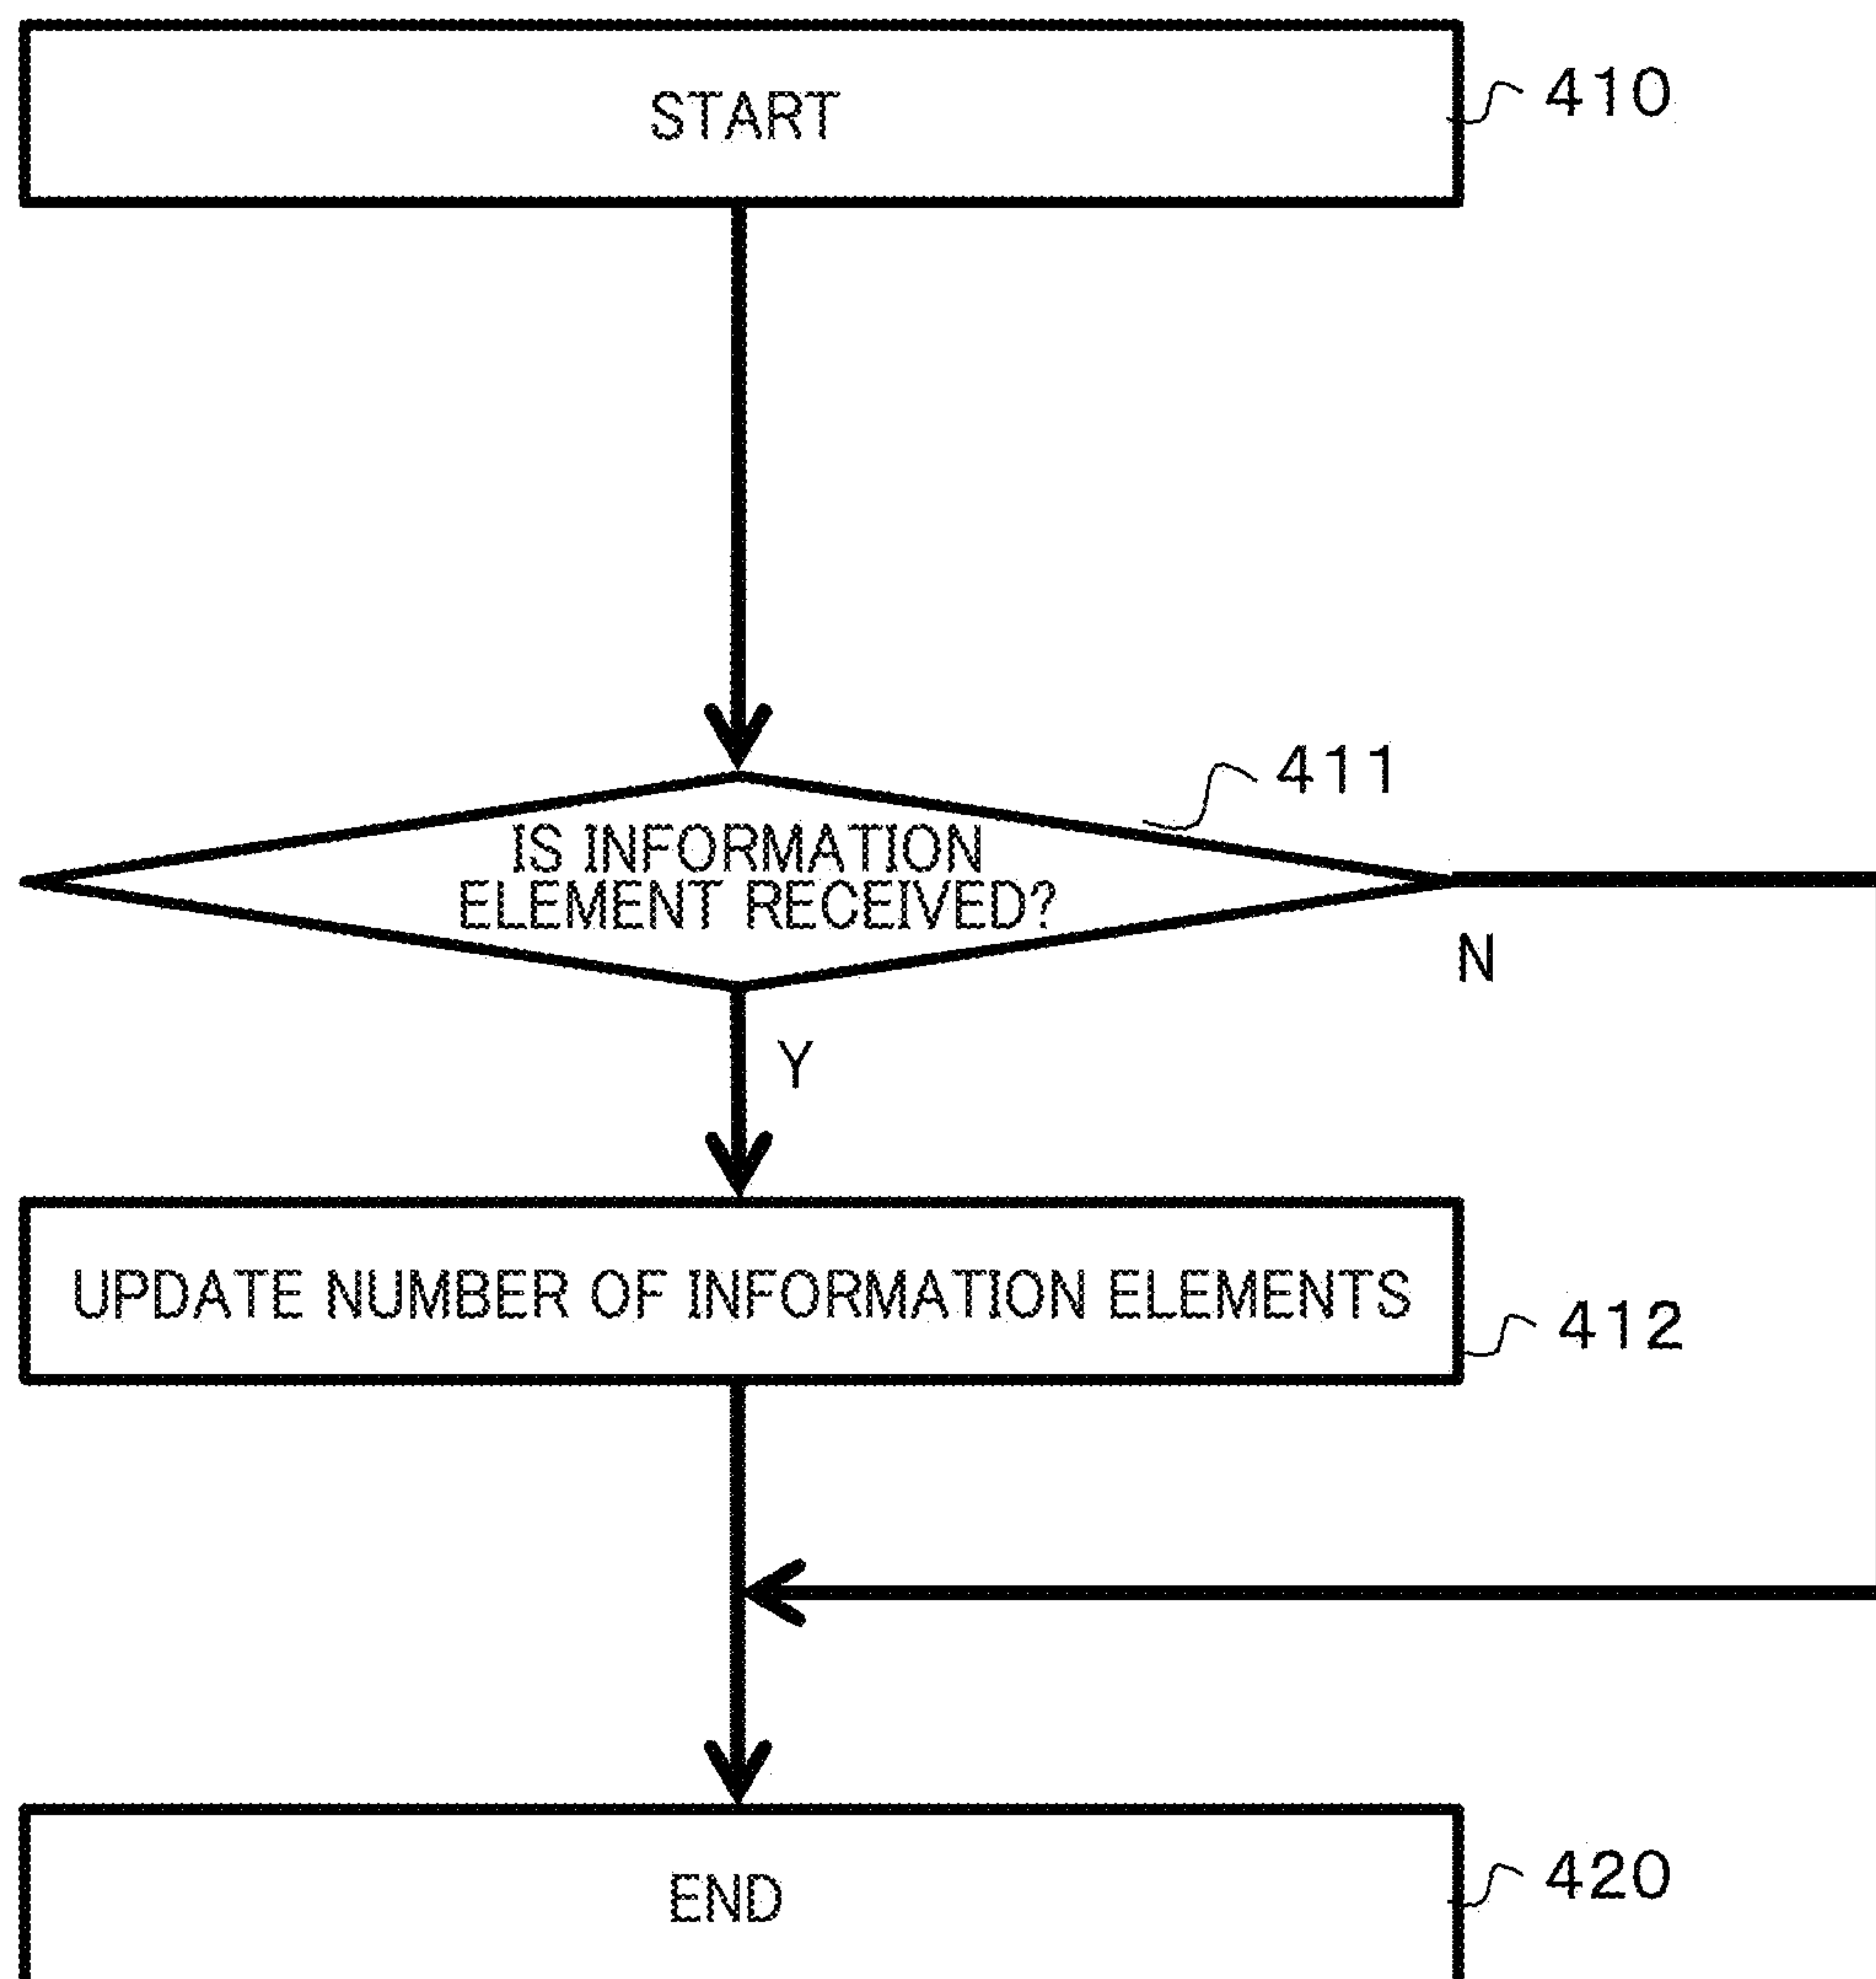 START
410
411
IS INFORMATION
ELEMENT RECEIVED?
N
Y
UPDATE NUMBER OF INFORMATION ELEMENTS
412
END
420